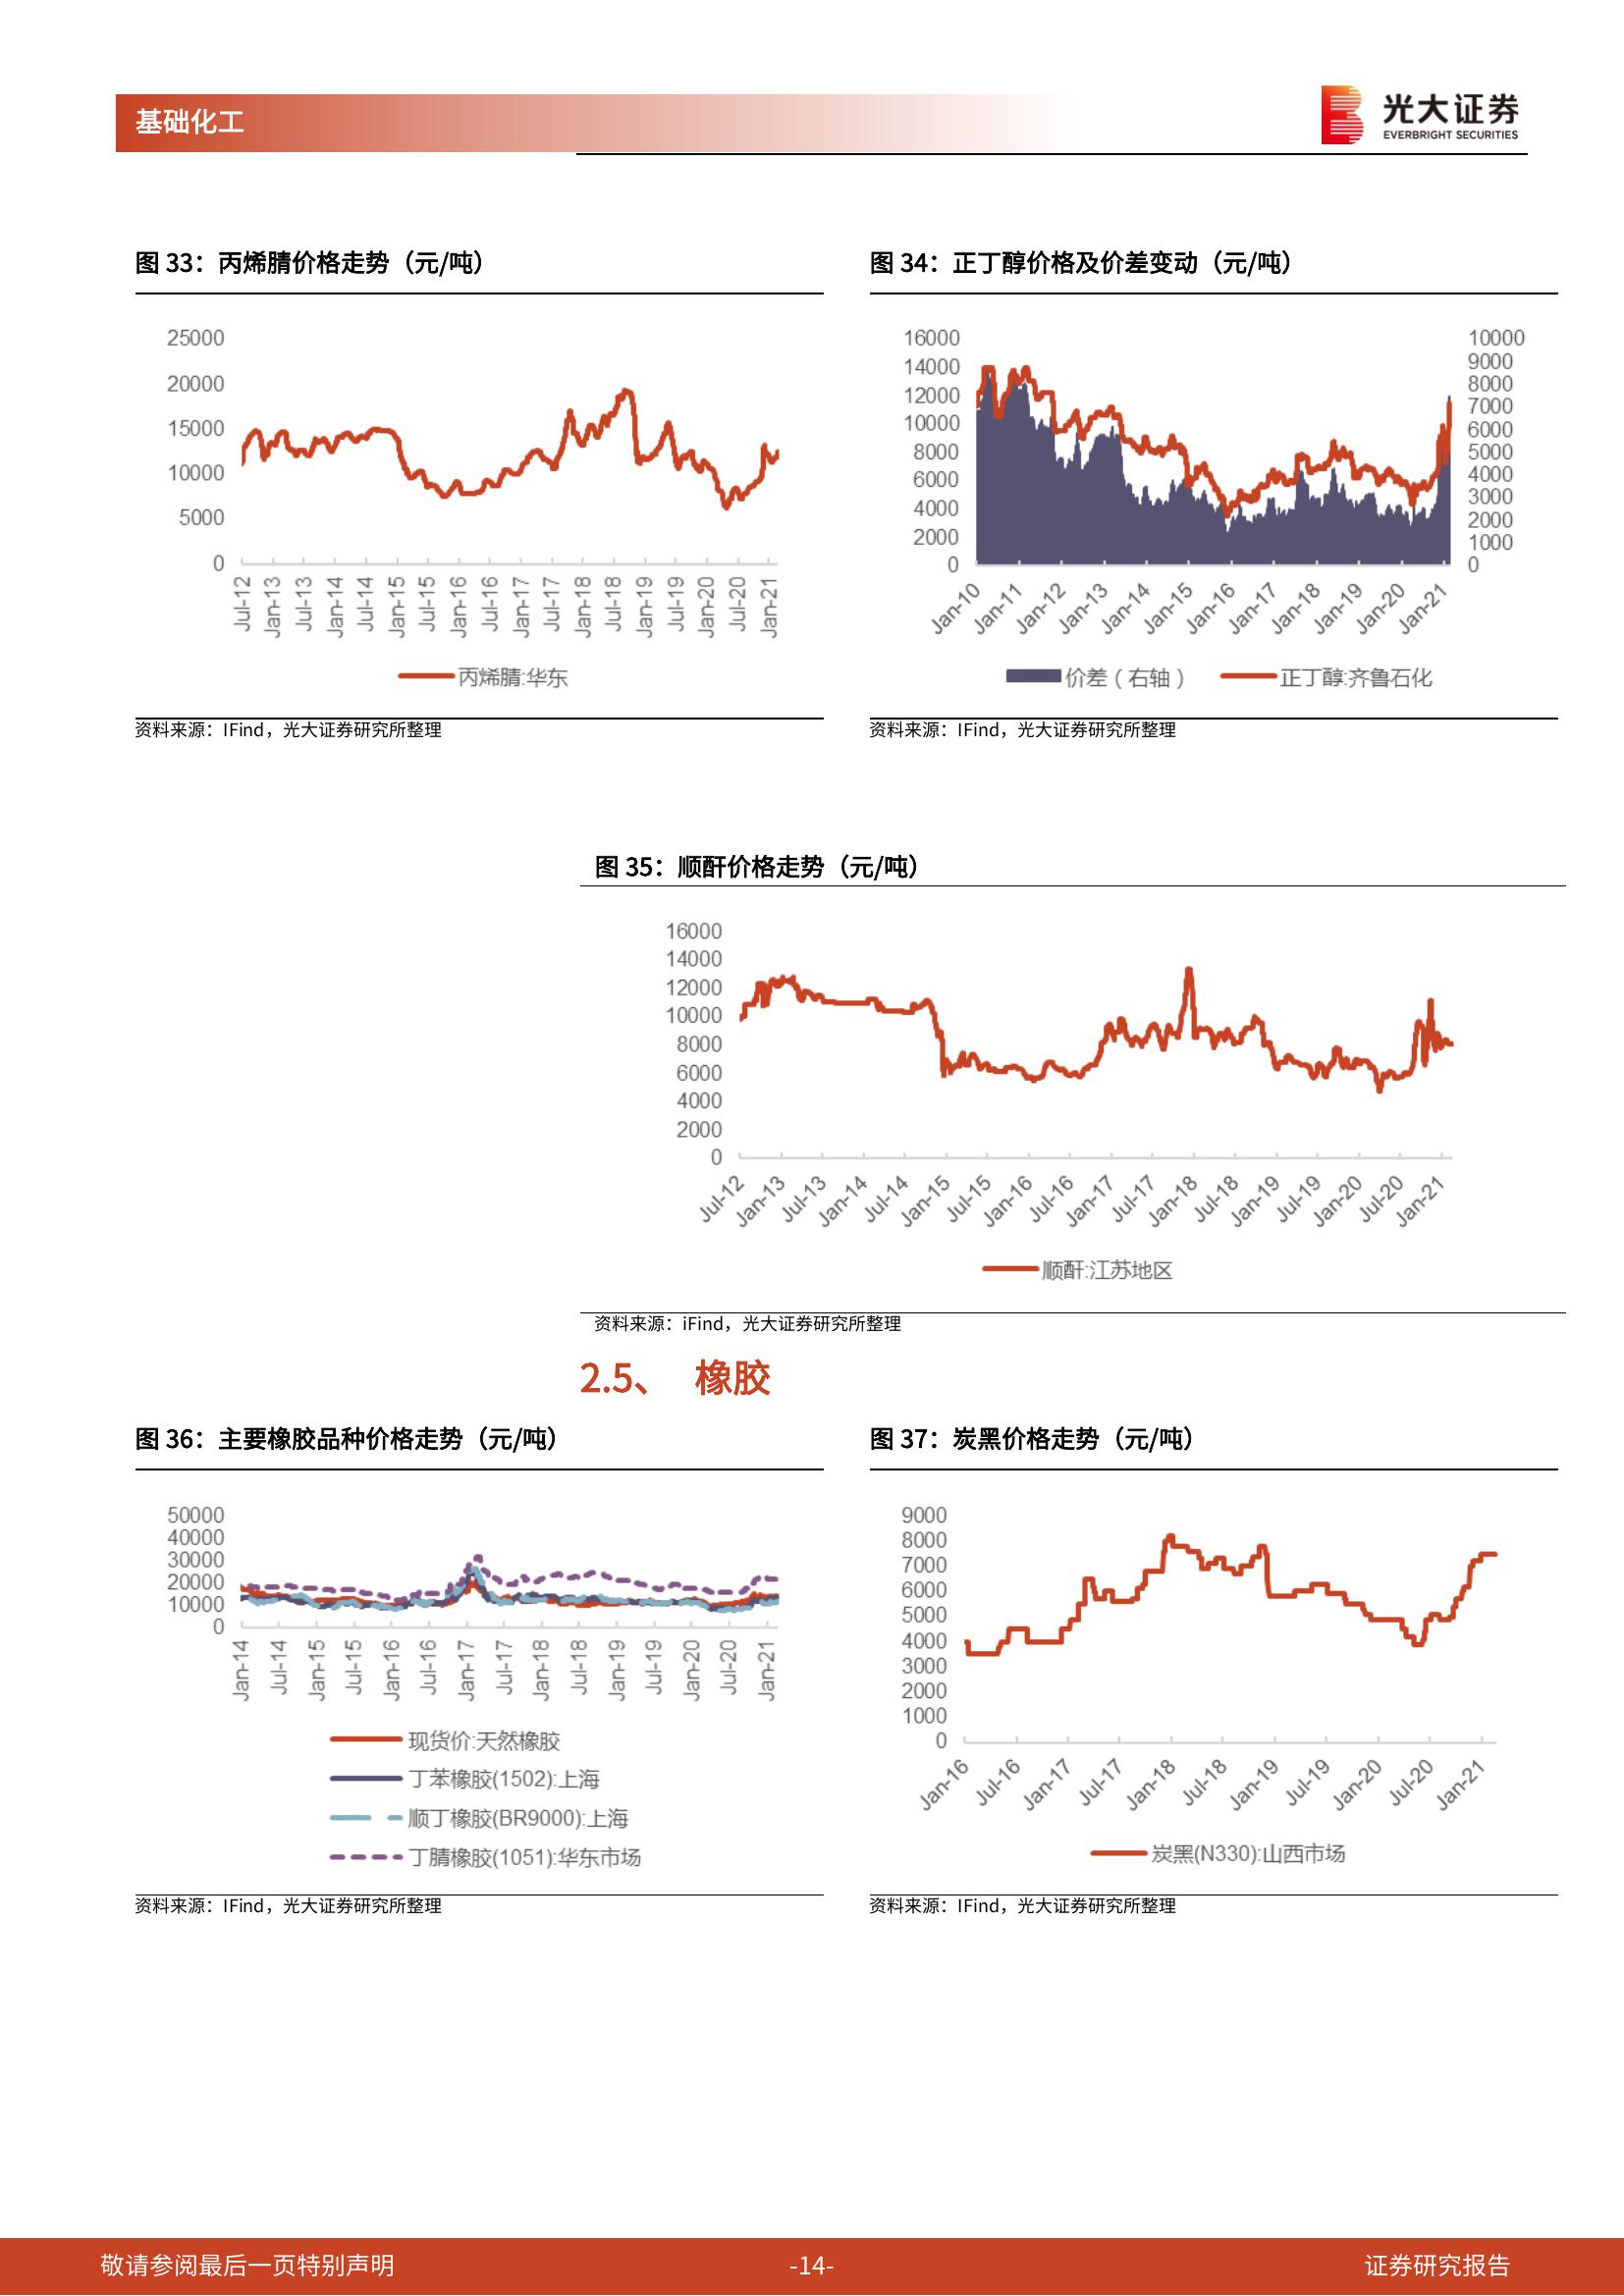 基础化工
光大证券
EVERBRIGHT SECURITIES
图 33：丙烯腈价格走势（元/吨）
25000
20000
15000
10000
5000
0
Jul-12
Jan-13
Jul-13
Jan-14
Jul-14
Jan-15
Jul-15
Jan-16
Jul-16
Jan-17
Jul-17
Jan-18
Jul-18
Jan-19
Jul-19
Jan-20
Jul-20
Jan-21
丙烯腈:华东
资料来源：IFind，光大证券研究所整理
图 34：正丁醇价格及价差变动（元/吨）
16000
14000
12000
10000
8000
6000
4000
2000
0
10000
9000
8000
7000
6000
5000
4000
3000
2000
1000
0
Jan-10
Jan-11
Jan-12
Jan-13
Jan-14
Jan-15
Jan-16
Jan-17
Jan-18
Jan-19
Jan-20
Jan-21
价差（右轴）
正丁醇:齐鲁石化
资料来源：IFind，光大证券研究所整理
图 35：顺酐价格走势（元/吨）
16000
14000
12000
10000
8000
6000
4000
2000
0
Jul-12
Jan-13
Jul-13
Jan-14
Jul-14
Jan-15
Jul-15
Jan-16
Jul-16
Jan-17
Jul-17
Jan-18
Jul-18
Jan-19
Jul-19
Jan-20
Jul-20
Jan-21
顺酐:江苏地区
资料来源：iFind，光大证券研究所整理
2.5、 橡胶
图 36：主要橡胶品种价格走势（元/吨）
50000
40000
30000
20000
10000
0
Jan-14
Jul-14
Jan-15
Jul-15
Jan-16
Jul-16
Jan-17
Jul-17
Jan-18
Jul-18
Jan-19
Jul-19
Jan-20
Jul-20
Jan-21
现货价:天然橡胶
丁苯橡胶(1502):上海
顺丁橡胶(BR9000):上海
丁腈橡胶(1051):华东市场
资料来源：IFind，光大证券研究所整理
图 37：炭黑价格走势（元/吨）
9000
8000
7000
6000
5000
4000
3000
2000
1000
0
Jan-16
Jul-16
Jan-17
Jul-17
Jan-18
Jul-18
Jan-19
Jul-19
Jan-20
Jul-20
Jan-21
炭黑(N330):山西市场
资料来源：IFind，光大证券研究所整理
敬请参阅最后一页特别声明
-14-
证券研究报告